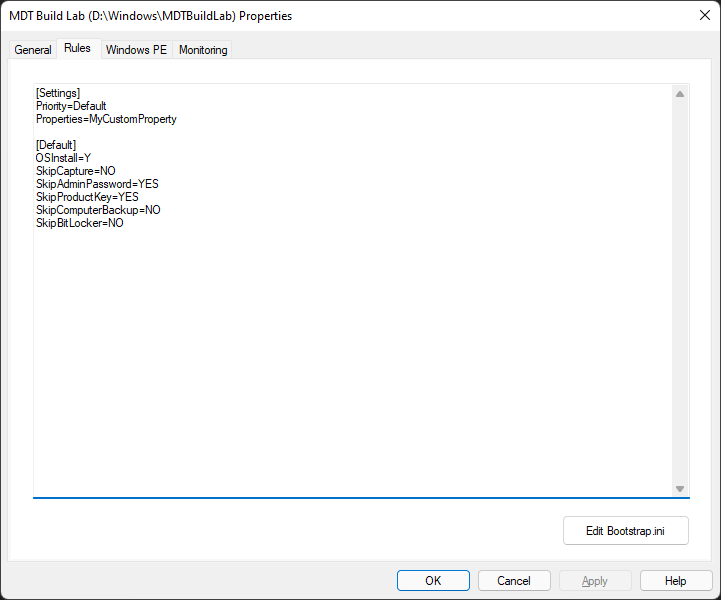 MDT Build Lab (D:\Windows\MDTBuildLab) Properties
General Rules Windows PE Monitoring
[Settings]
Priority=Default
Properties=MyCustomProperty
[Default]
OSInstall=Y
SkipCapture=NO
SkipAdminPassword=YES
SkipProductKey=YES
SkipComputerBackup=NO
SkipBitLocker=NO
Edit Bootstrap.ini
OK Cancel Apply Help